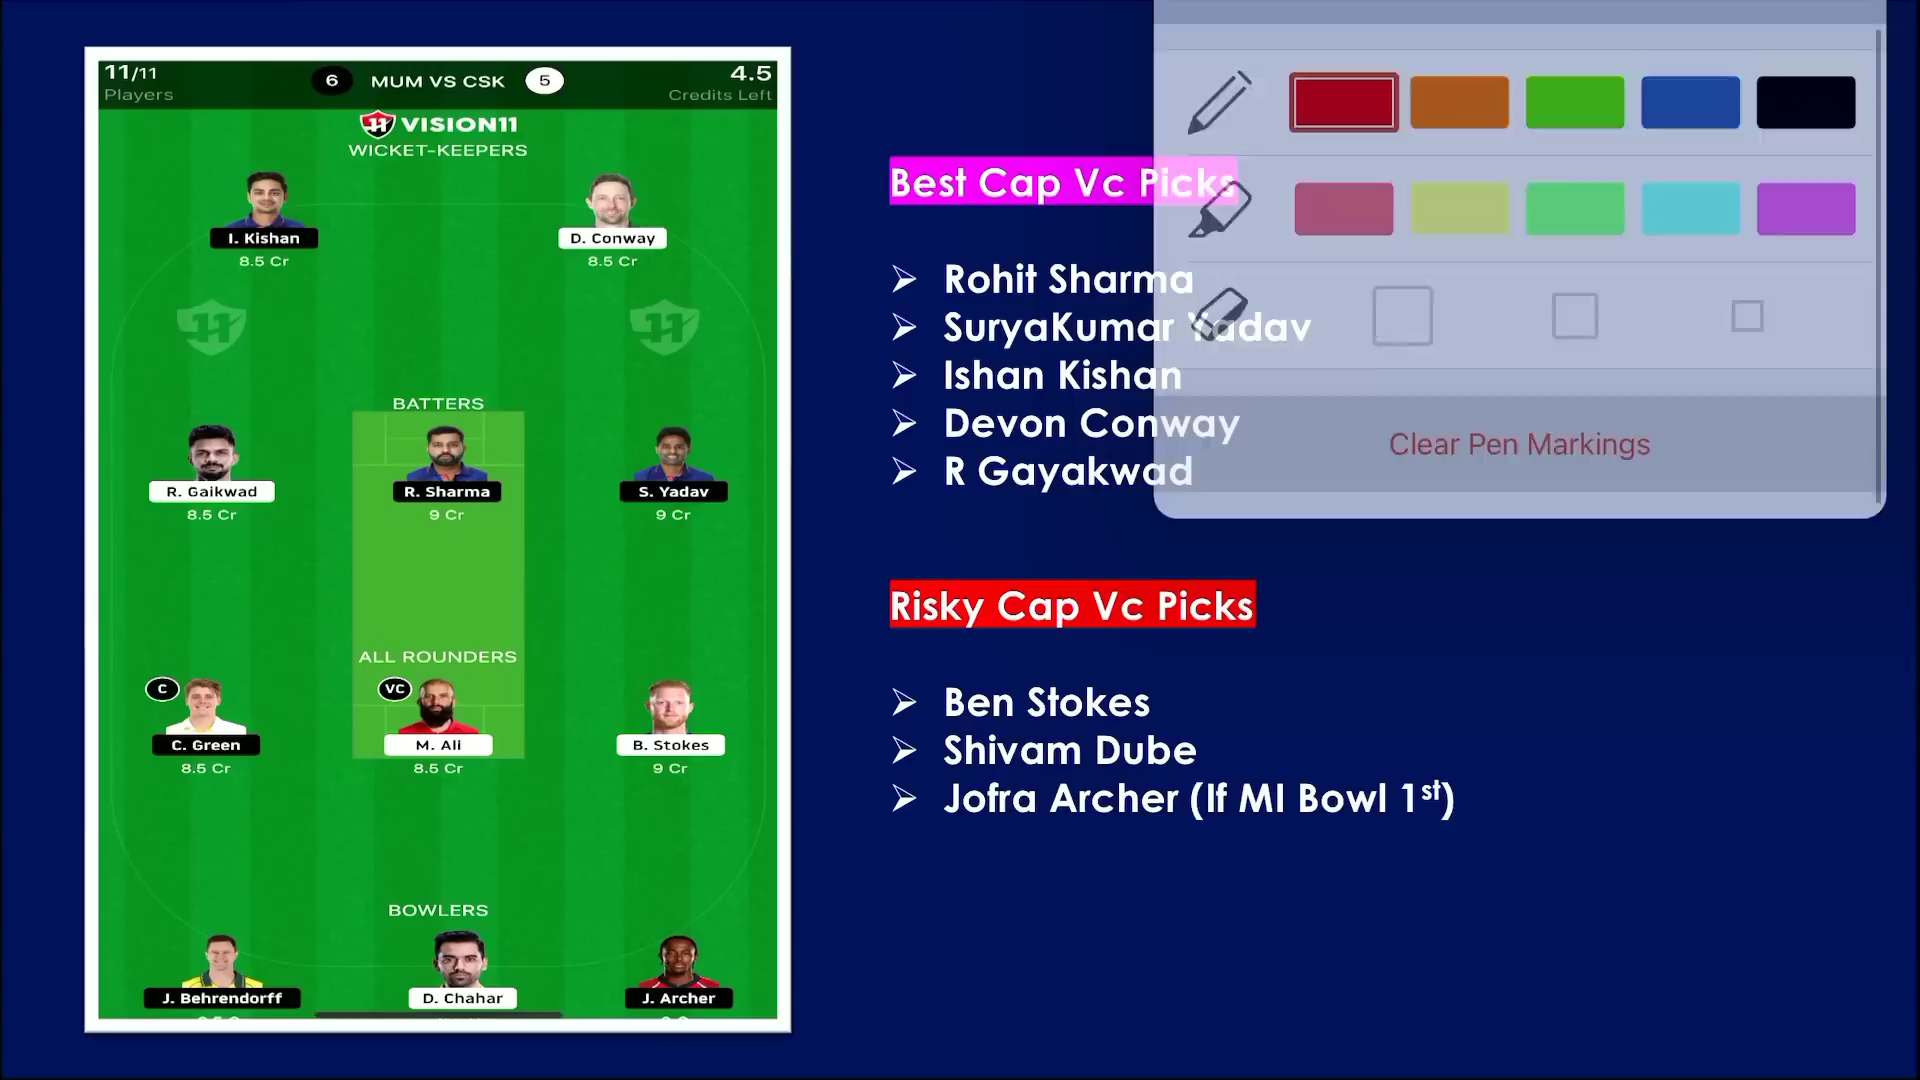 11/11
Players
6 MUM VS CSK 5
4.5
Credits Left
VISION11
WICKET-KEEPERS
I. Kishan
8.5 Cr
D. Conway
8.5 Cr
BATTERS
R. Gaikwad
8.5 Cr
R. Sharma
9 Cr
S. Yadav
9 Cr
ALL ROUNDERS
C
C. Green
8.5 Cr
VC
M. Ali
8.5 Cr
B. Stokes
9 Cr
BOWLERS
J. Behrendorff
D. Chahar
J. Archer
Best Cap Vc Picks
Rohit Sharma
SuryaKumar Yadav
Ishan Kishan
Devon Conway
R Gayakwad
Clear Pen Markings
Risky Cap Vc Picks
Ben Stokes
Shivam Dube
Jofra Archer (If MI Bowl 1st)